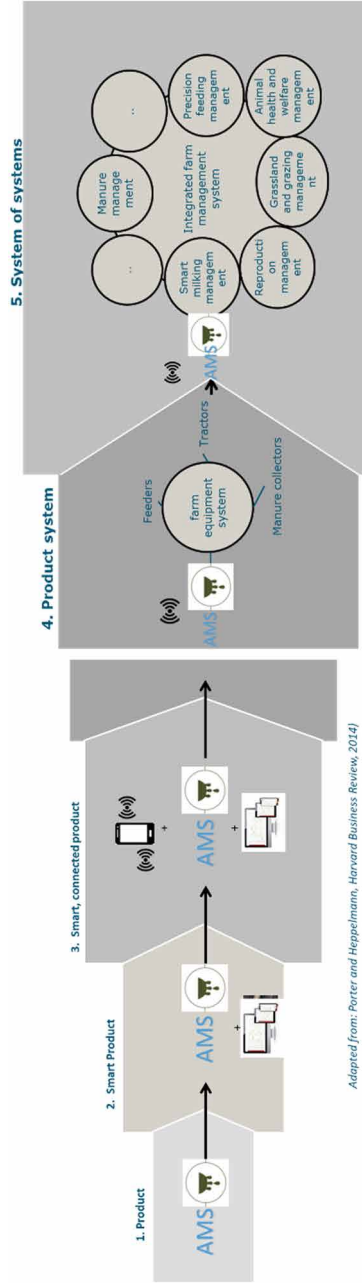 1. Product
AMS
2. Smart Product
AMS
+
3. Smart, connected product
+
AMS
+
4. Product system
AMS
Feeders
farm
equipment
system
Tractors
Manure collectors
5. System of systems
AMS
Smart
milking
managem
ent
..
Manure
manage
ment
..
Precision
feeding
managem
ent
Integrated farm
management
system
Reproducti
on
managem
ent
Grassland
and grazing
manageme
nt
Animal
health and
welfare
managem
ent
Adapted from: Porter and Heppelmann, Harvard Business Review, 2014)